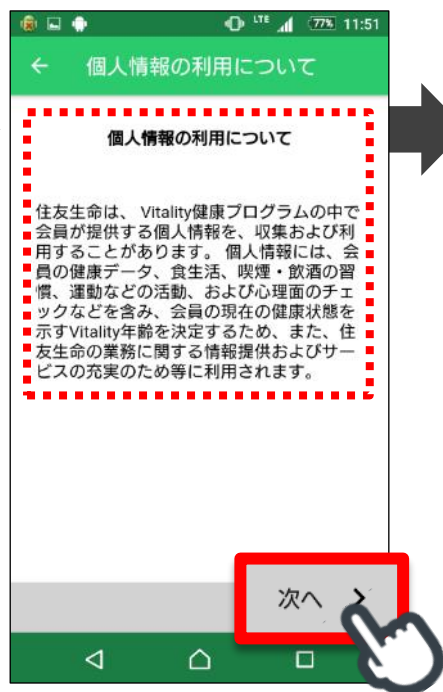 LTE 77% 11:51
個人情報の利用について
個人情報の利用について
住友生命は、 Vitality健康プログラムの中で
会員が提供する個人情報を、収集および利
用することがあります。 個人情報には、会
員の健康データ、食生活、喫煙・飲酒の習
慣、運動などの活動、および心理面のチェ
ックなどを含み、会員の現在の健康状態を
示すVitality年齢を決定するため、また、住
友生命の業務に関する情報提供およびサー
ビスの充実のため等に利用されます。
次へ